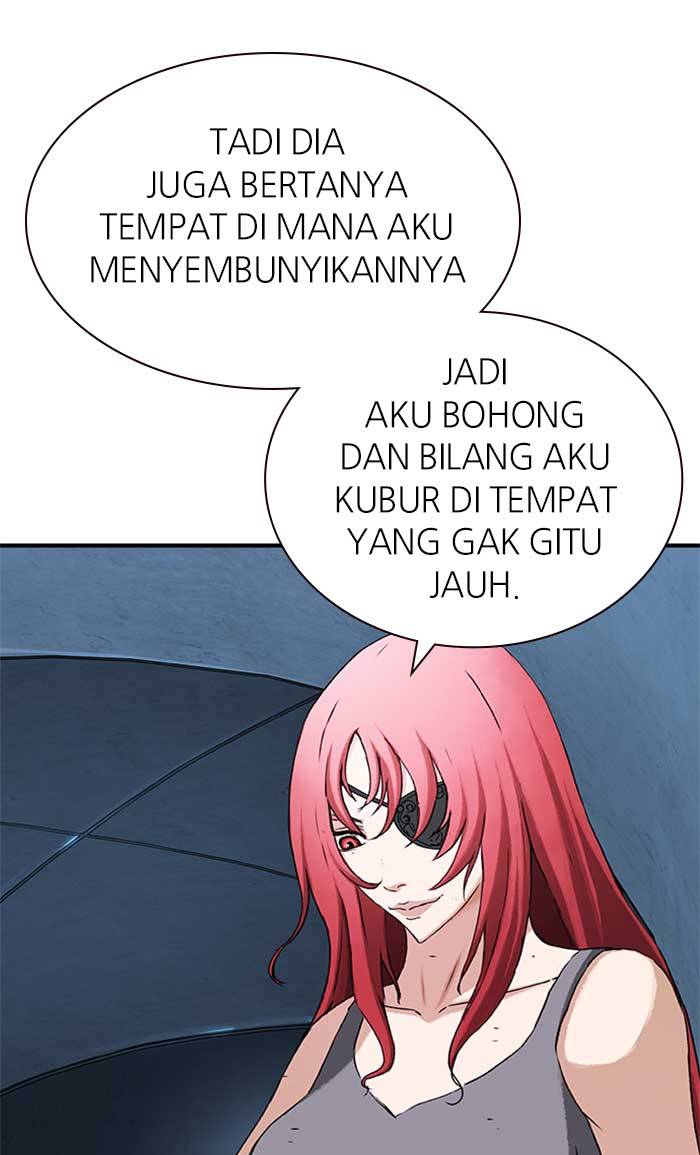 TADI DIA
JUGA BERTANYA
TEMPAT DI MANA AKU
MENYEMBUNYIKANNYA
JADI
AKU BOHONG
DAN BILANG AKU
KUBUR DI TEMPAT
YANG GAK GITU
JAUH.